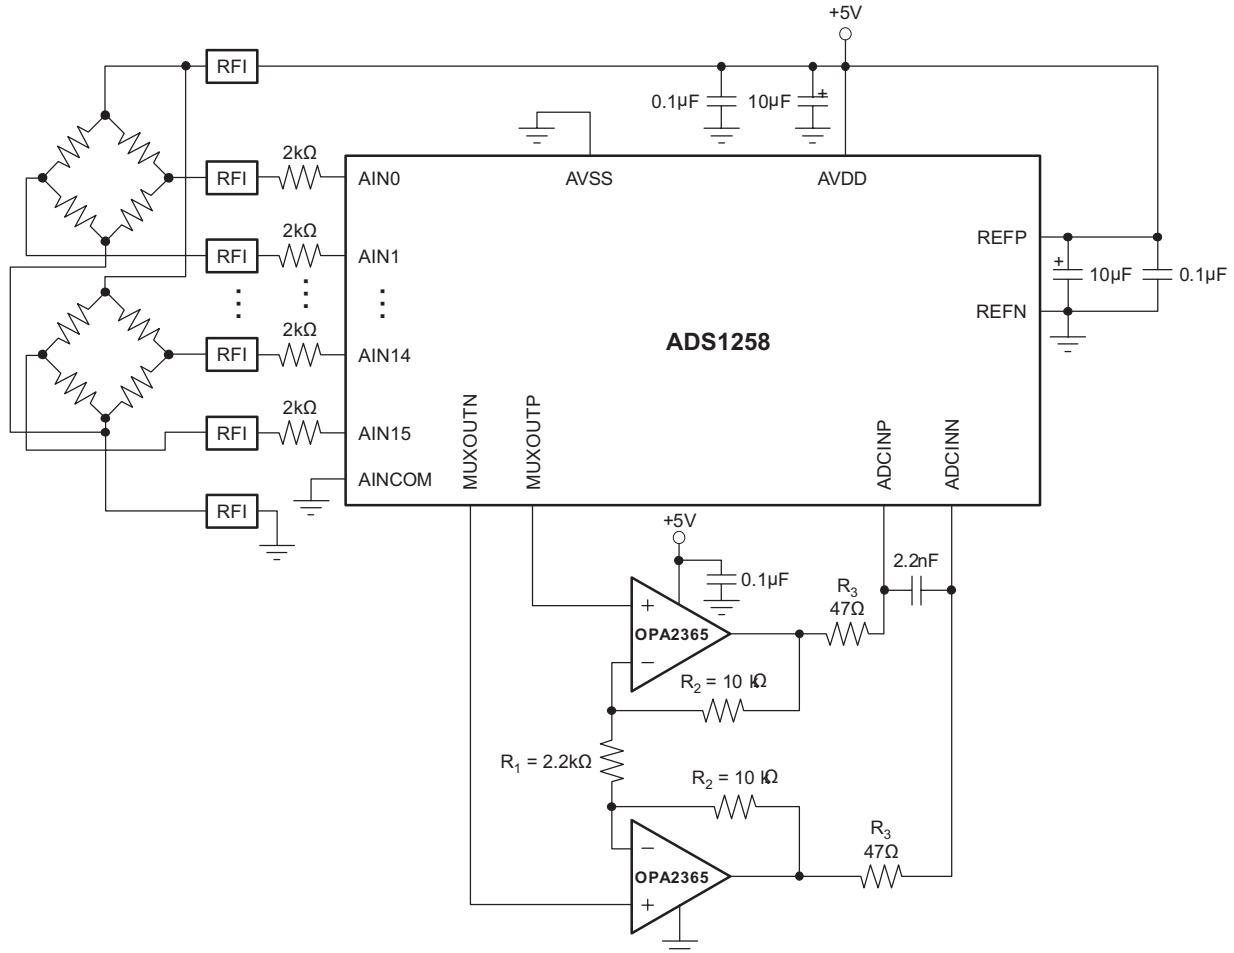 +5V
RFI
0.1µF
10µF
+
2kΩ
RFI
AIN0
AVSS
AVDD
2kΩ
RFI
AIN1
REFP
+
10µF
0.1µF
REFN
2kΩ
RFI
AIN14
ADS1258
2kΩ
RFI
AIN15
MUXOUTN
MUXOUTP
ADCINP
ADCINN
AINCOM
RFI
+5V
2.2nF
0.1µF
R3
47Ω
+
OPA2365
−
R2 = 10 kΩ
R1 = 2.2kΩ
R2 = 10 kΩ
R3
47Ω
−
OPA2365
+